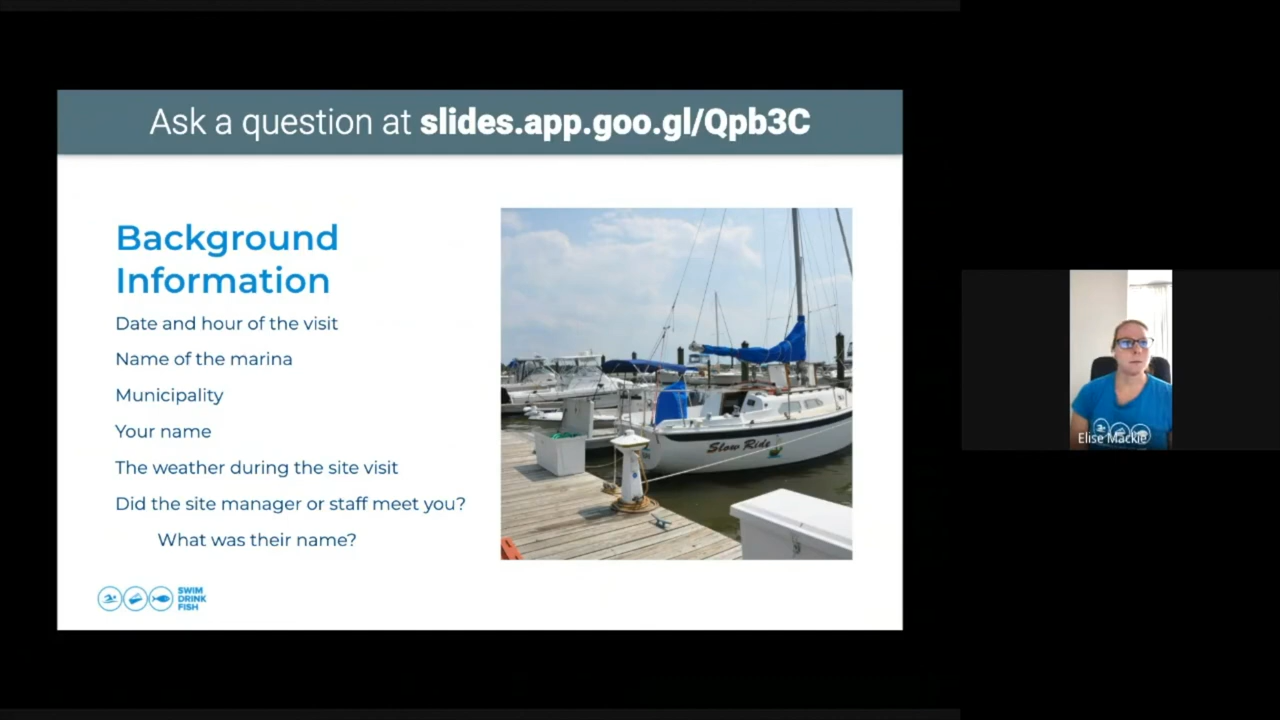 Ask a question at slides.app.goo.gl/Qpb3C
Background
Information
Date and hour of the visit
Name of the marina
Municipality
Your name
The weather during the site visit
Did the site manager or staff meet you?
What was their name?
Slow Ride
SWIM
DRINK
FISH
Elise Mackie